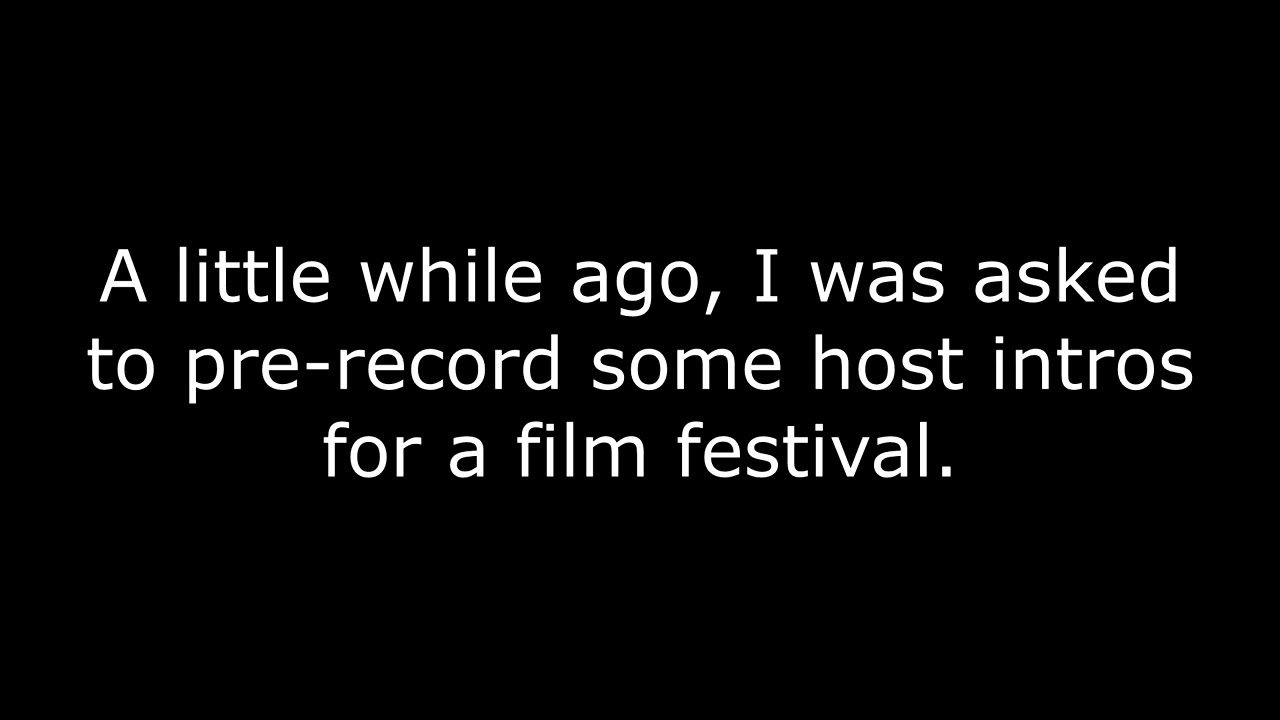 A little while ago, I was asked
to pre-record some host intros
for a film festival.